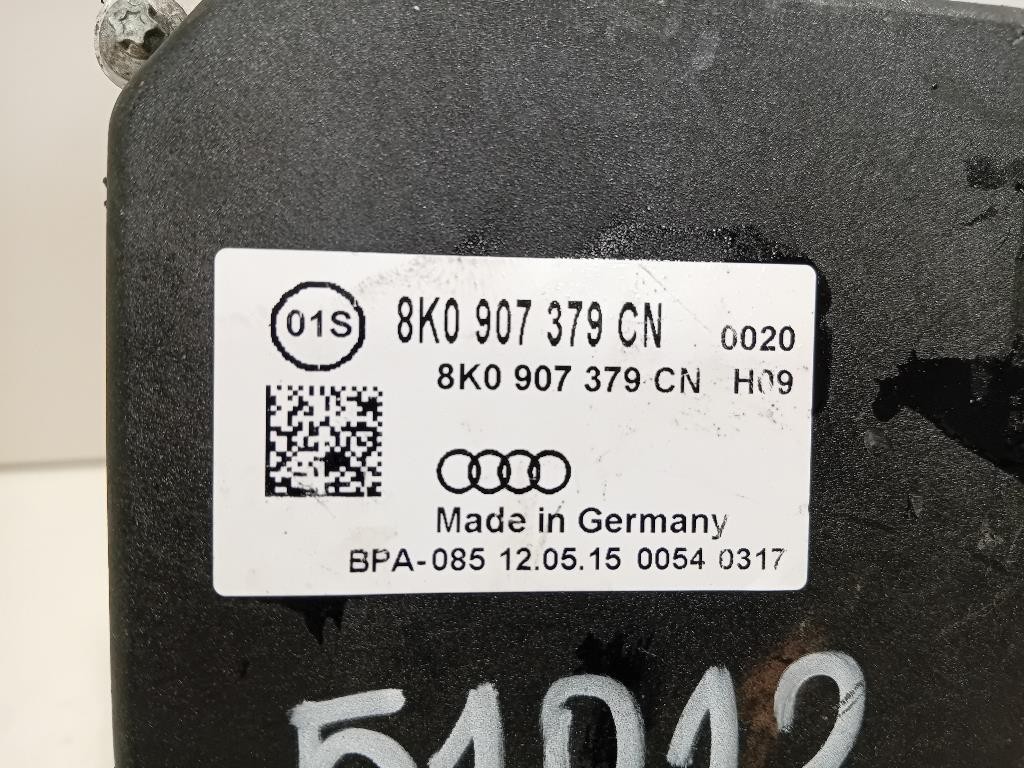 01S 8K0 907 379 CN 0020
8K0 907 379 CN H09
Made in Germany
BPA-085 12.05.15 0054 0317
51012